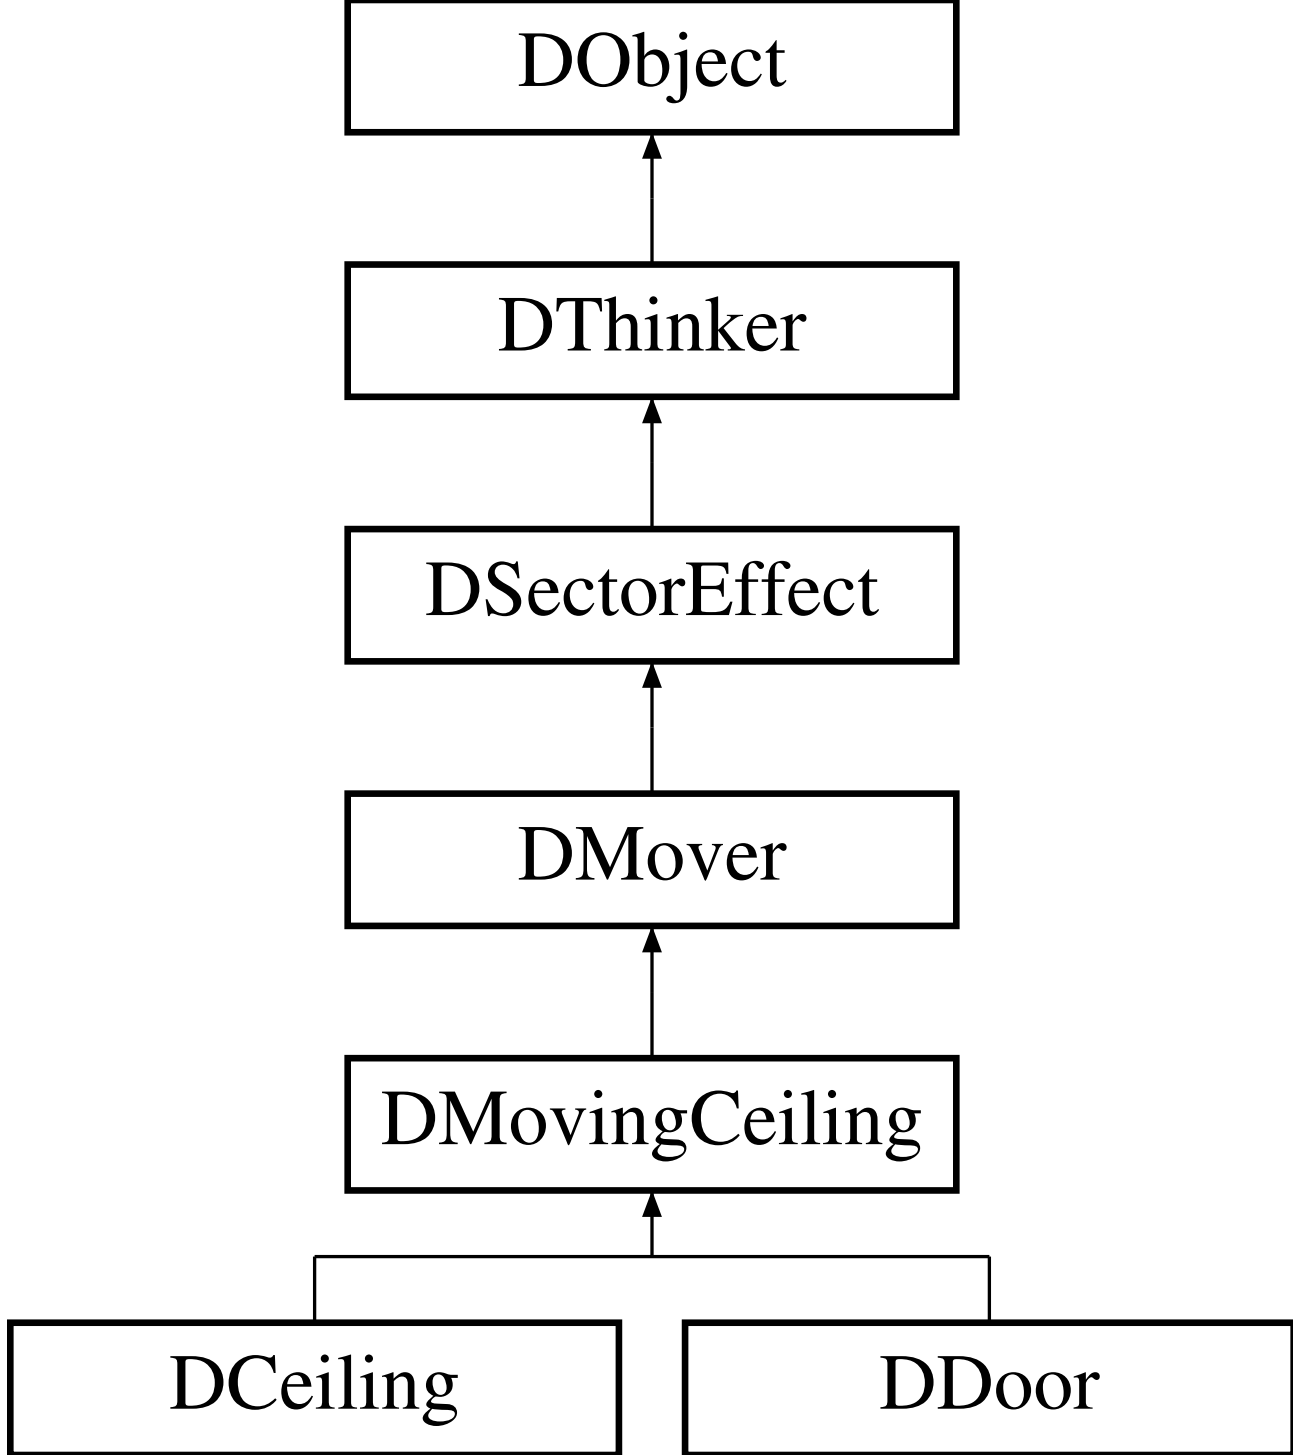 DObject
DThinker
DSectorEffect
DMover
DMovingCeiling
DCeiling
DDoor